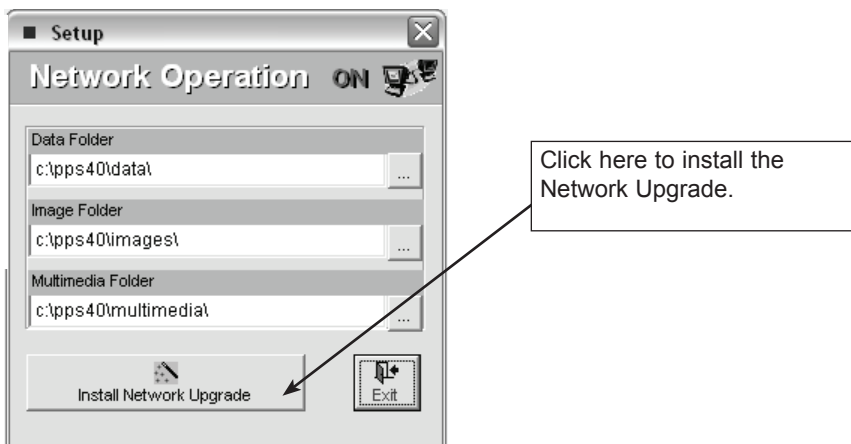 Setup
Network Operation ON
Data Folder
c:\pps40\data\
...
Image Folder
c:\pps40\images\
...
Multimedia Folder
c:\pps40\multimedia\
...
Install Network Upgrade
Exit
Click here to install the
Network Upgrade.